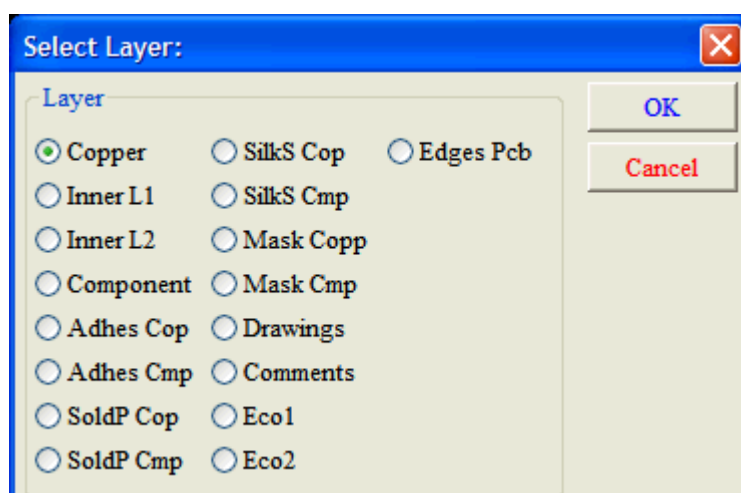 Select Layer:
Layer
Copper
Inner L1
Inner L2
Component
Adhes Cop
Adhes Cmp
SoldP Cop
SoldP Cmp
SilkS Cop
SilkS Cmp
Mask Copp
Mask Cmp
Drawings
Comments
Eco1
Eco2
Edges Pcb
OK
Cancel